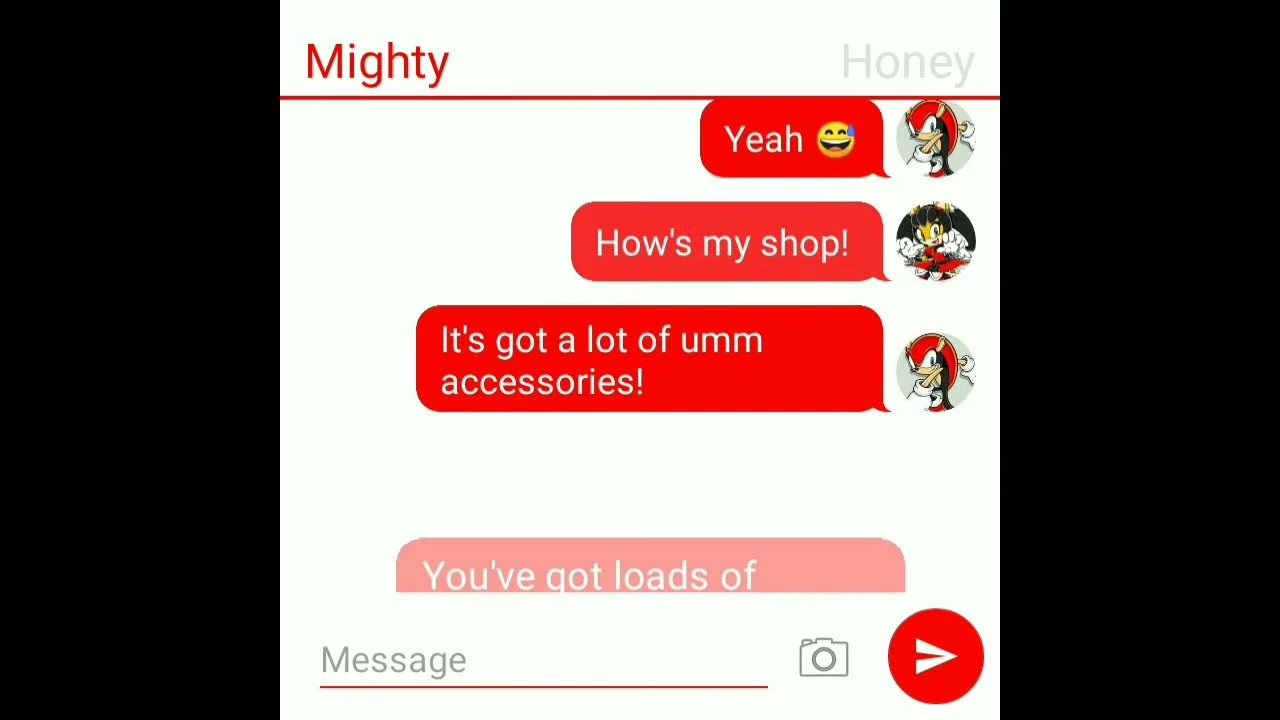 Mighty
Honey
Yeah 😅
How's my shop!
It's got a lot of umm
accessories!
You've got loads of
Message